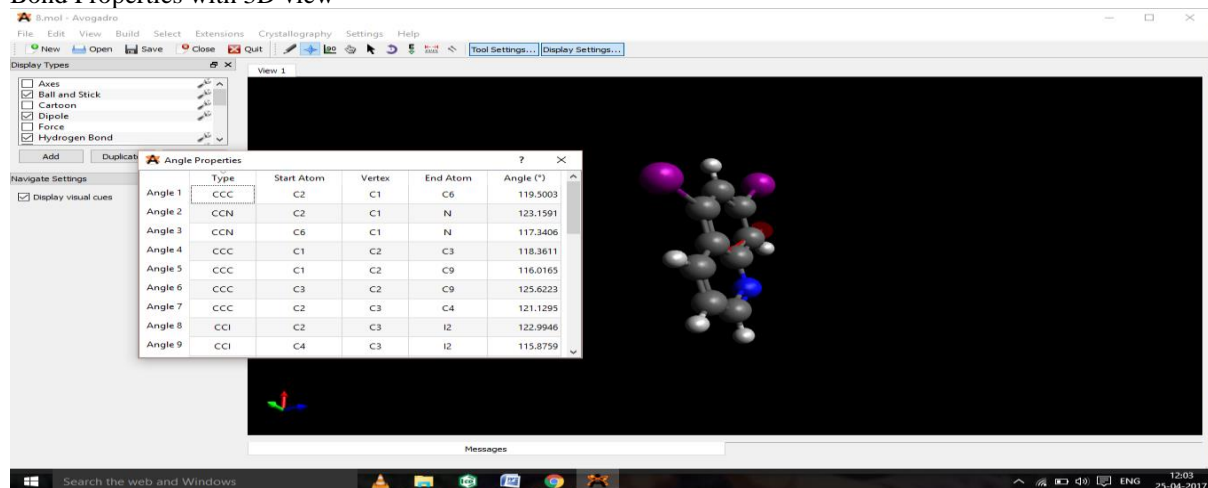 Bond Properties with 3D view
8.mol - Avogadro
File Edit View Build Select Extensions Crystallography Settings Help
New Open Save Close Quit Tool Settings... Display Settings...
Display Types
View 1
Axes
Ball and Stick
Cartoon
Dipole
Force
Hydrogen Bond
Add Duplicat
Angle Properties ?
Navigate Settings
Display visual cues
Type Start Atom Vertex End Atom Angle (°)
Angle 1 CCC C2 C1 C6 119.5003
Angle 2 CCN C2 C1 N 123.1591
Angle 3 CCN C6 C1 N 117.3406
Angle 4 CCC C1 C2 C3 118.3611
Angle 5 CCC C1 C2 C9 116.0165
Angle 6 CCC C3 C2 C9 125.6223
Angle 7 CCC C2 C3 C4 121.1295
Angle 8 CCI C2 C3 I2 122.9946
Angle 9 CCI C4 C3 I2 115.8759
Messages
Search the web and Windows
ENG
12:03
25-04-2017